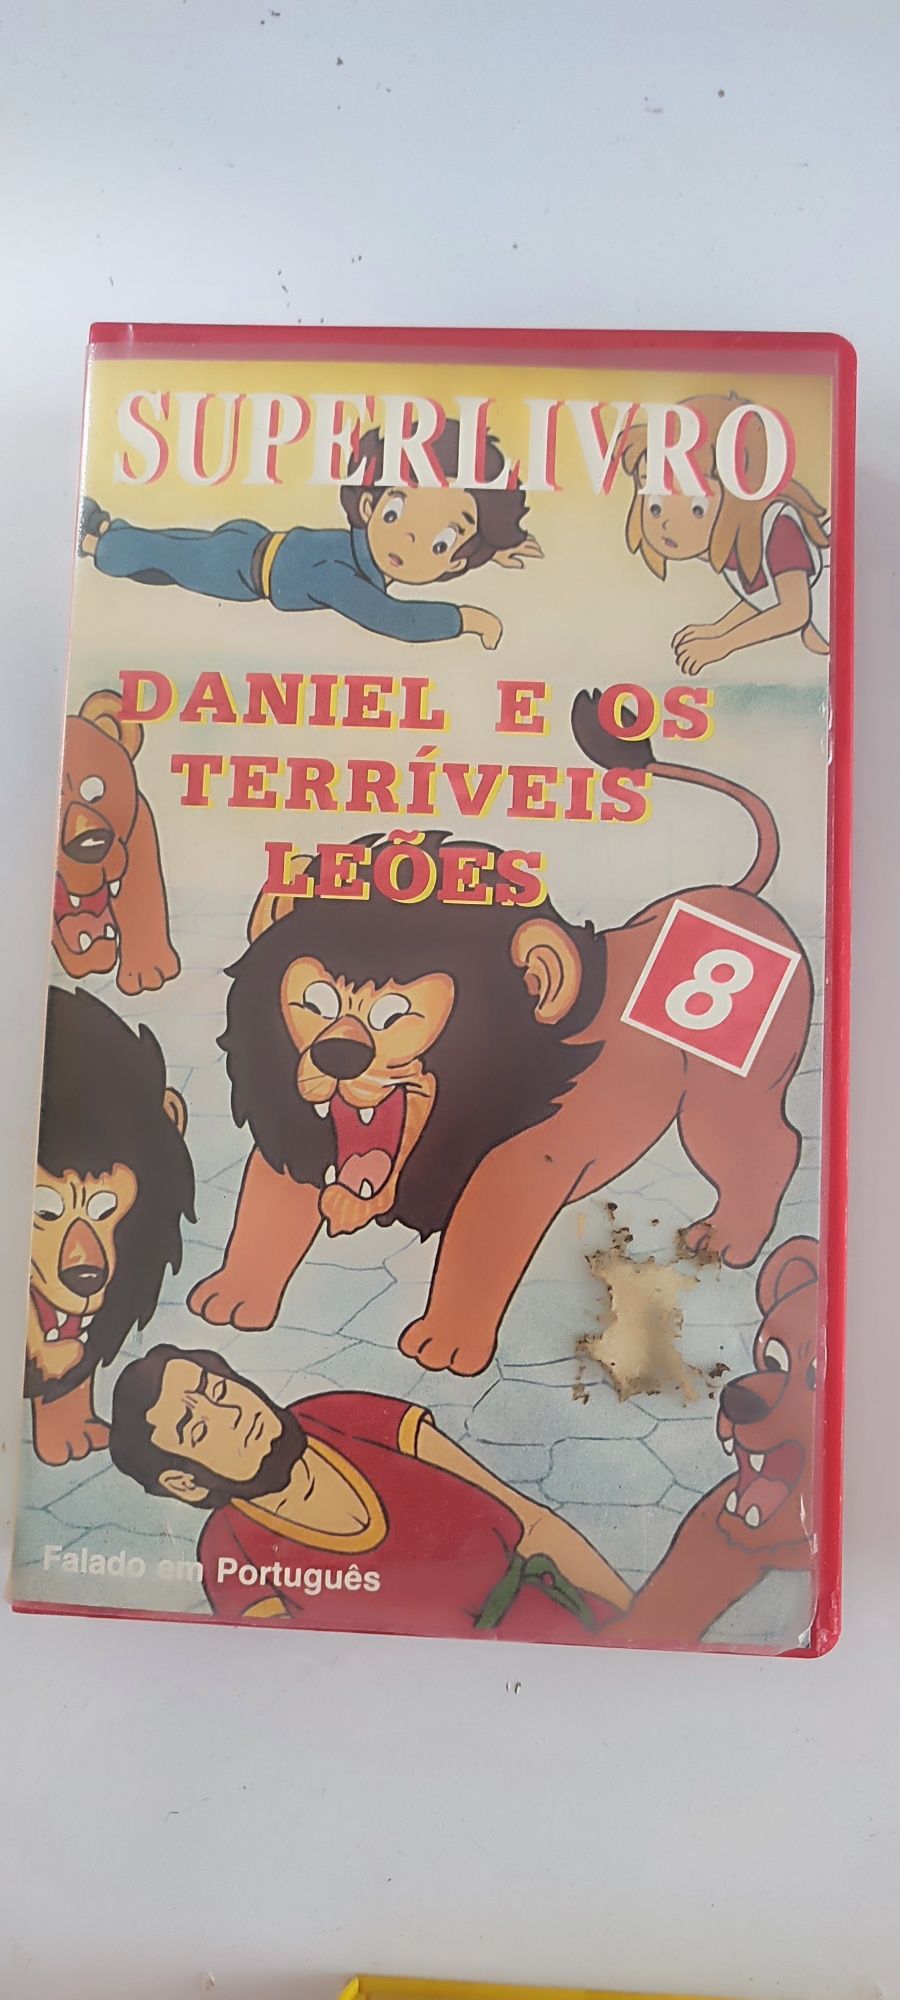 SUPERLIVRO
DANIEL E OS
TERRÍVEIS
LEÕES
8
Falado em Português